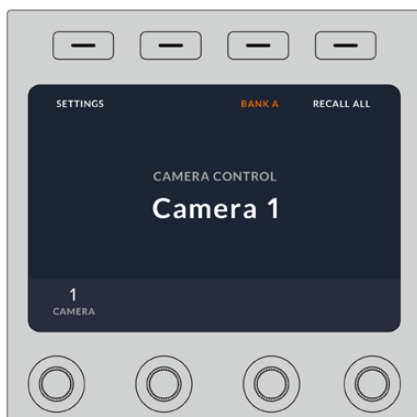 SETTINGS BANK A RECALL ALL
CAMERA CONTROL
Camera 1
1
CAMERA